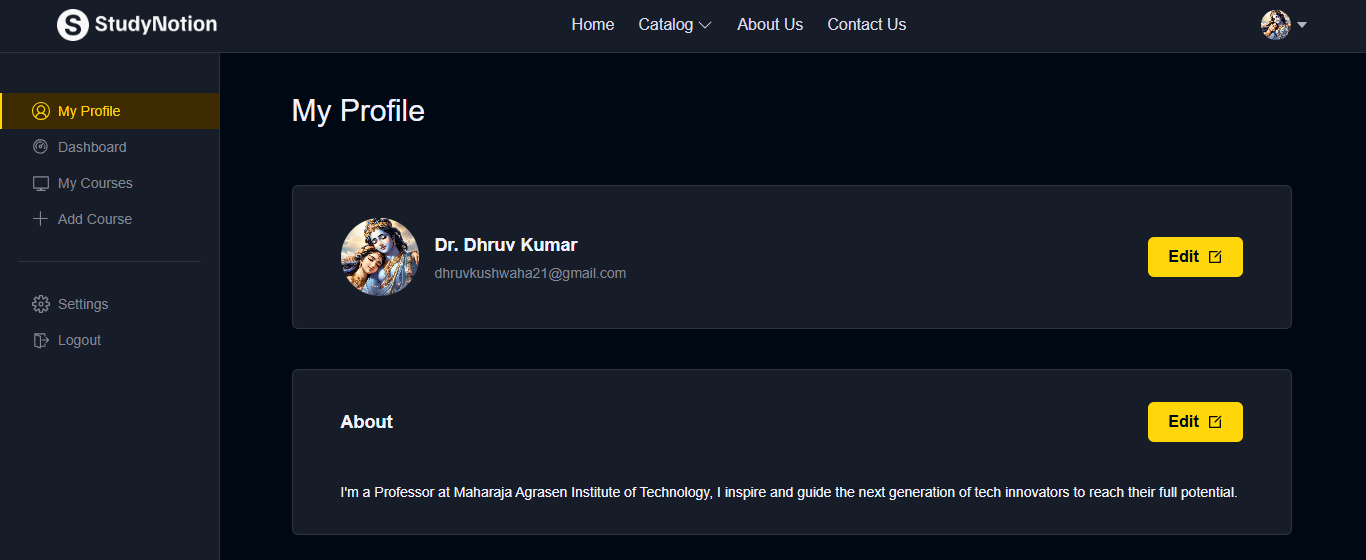 StudyNotion
Home Catalog About Us Contact Us
My Profile
Dashboard
My Courses
Add Course
Settings
Logout
My Profile
Dr. Dhruv Kumar
dhruvkushwaha21@gmail.com
Edit
About
Edit
I'm a Professor at Maharaja Agrasen Institute of Technology, I inspire and guide the next generation of tech innovators to reach their full potential.